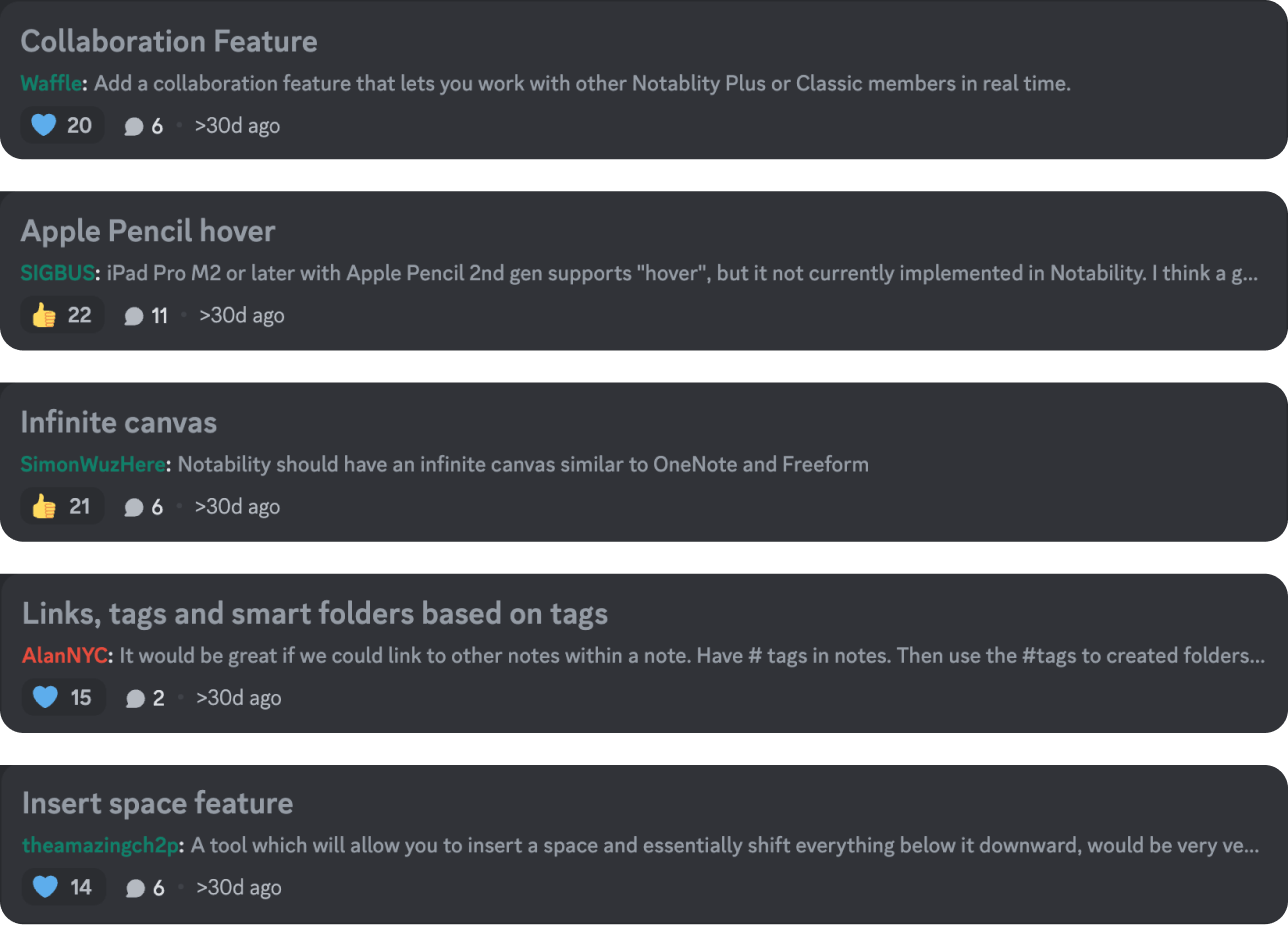 Collaboration Feature
Waffle: Add a collaboration feature that lets you work with other Notablity Plus or Classic members in real time.
20 6 >30d ago
Apple Pencil hover
SIGBUS: iPad Pro M2 or later with Apple Pencil 2nd gen supports "hover", but it not currently implemented in Notability. I think a g...
22 11 >30d ago
Infinite canvas
SimonWuzHere: Notability should have an infinite canvas similar to OneNote and Freeform
21 6 >30d ago
Links, tags and smart folders based on tags
AlanNYC: It would be great if we could link to other notes within a note. Have # tags in notes. Then use the #tags to created folders...
15 2 >30d ago
Insert space feature
theamazingch2p: A tool which will allow you to insert a space and essentially shift everything below it downward, would be very ve...
14 6 >30d ago